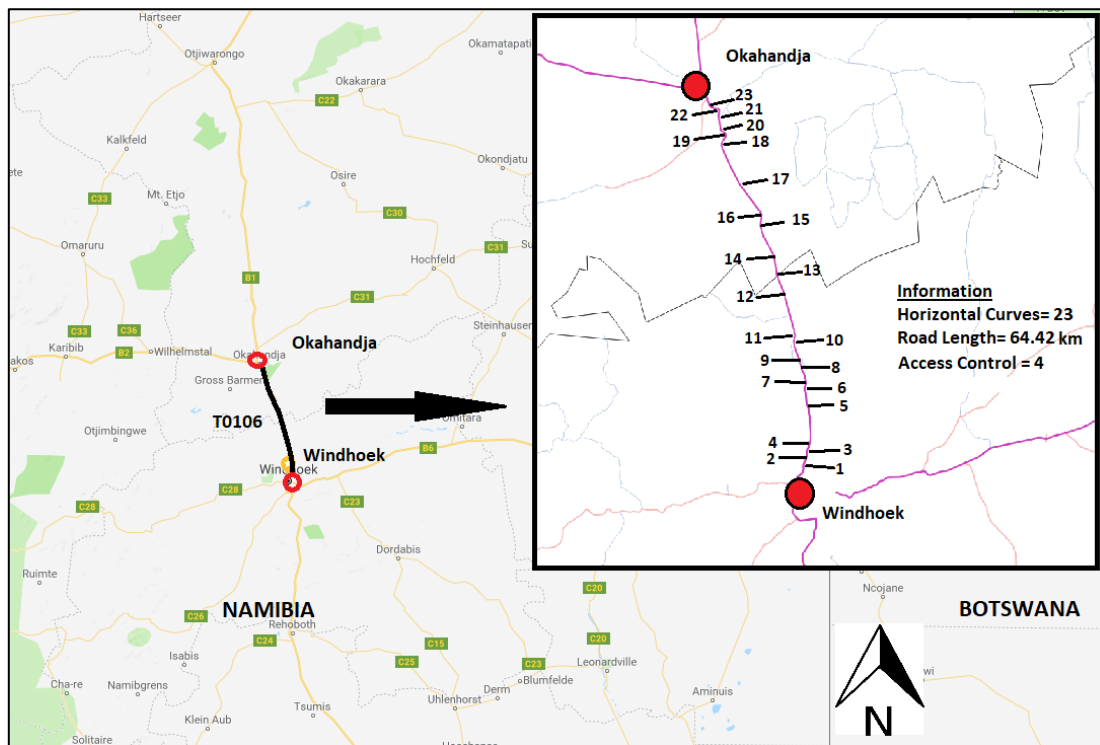 Hartseer
Otjiwarongo
Okamatapati
Okakarara
C22
Kalkfeld
Okondjatu
Osire
C33
Mt. Etjo
C30
Omaruru
C31
Hochfeld
B1
C31
C33
C36
Steinhausen
Karibib
B2
Wilhelmstal
Okahandja
Okahandja
Gross Barmen
T0106
Omitara
Otjimbingwe
B6
Windhoek
Windhoek
C28
C23
C28
Dordabis
Ruimte
C20
NAMIBIA
C26
Rehoboth
C24
C15
C20
Isabis
C25
C23
Leonardville
Cha-re
Namibgrens
Blumfelde
Derm
Uhlenhorst
Aminuis
Tsumis
Klein Aub
Solitaire
Okahandja
23
22
21
20
19
18
17
16
15
14
13
12
11
10
9
8
7
6
5
4
3
2
1
Windhoek
Information
Horizontal Curves= 23
Road Length= 64.42 km
Access Control = 4
Ncojane
BOTSWANA
N